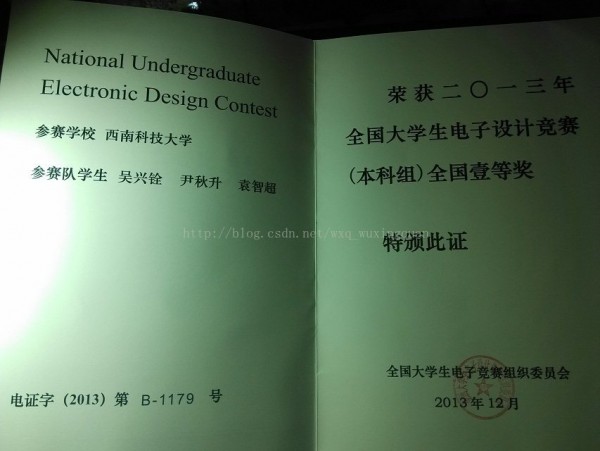 National Undergraduate
Electronic Design Contest
参赛学校 西南科技大学
参赛队学生 吴兴铨 尹秋升 袁智超
电证字 (2013) 第 B-1179 号
荣获二〇一三年
全国大学生电子设计竞赛
(本科组) 全国壹等奖
特颁此证
全国大学生电子竞赛组织委员会
2013年12月
http://blog.csdn.net/wxq_wuxingquan